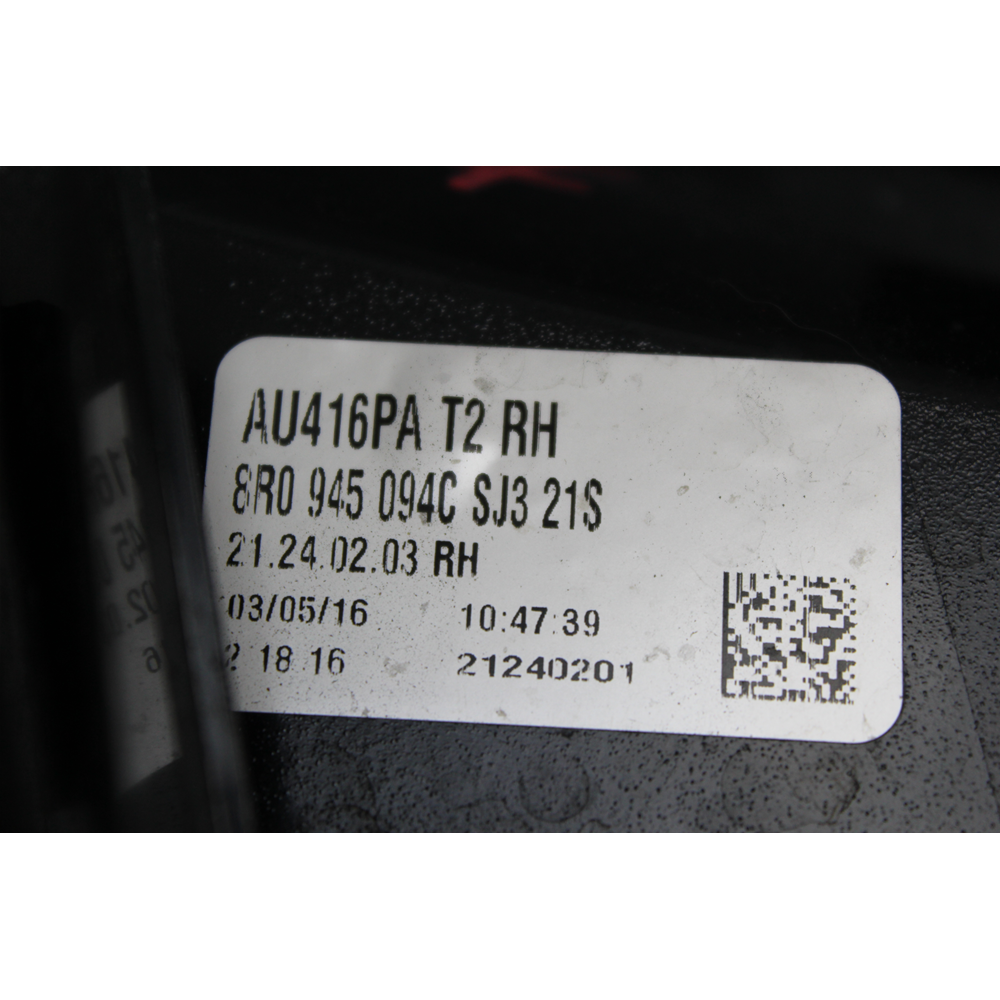 AU416PA T2 RH
8R0 945 094C SJ3 21S
21.24.02.03 RH
03/05/16 10:47:39
2 18 16 21240201